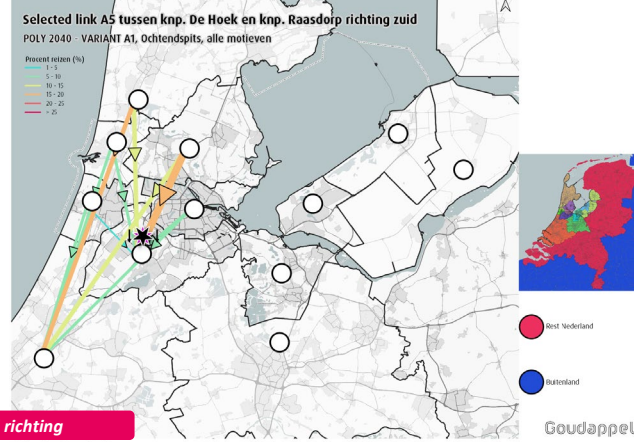 Selected link A5 tussen knp. De Hoek en knp. Raasdorp richting zuid
POLY 2040 - VARIANT A1, Ochtendspits, alle motieven
Procent reizen (%)
1 - 5
5 - 10
10 - 15
15 - 20
20 - 25
> 25
Rest Nederland
Buitenland
richting
Goudappel